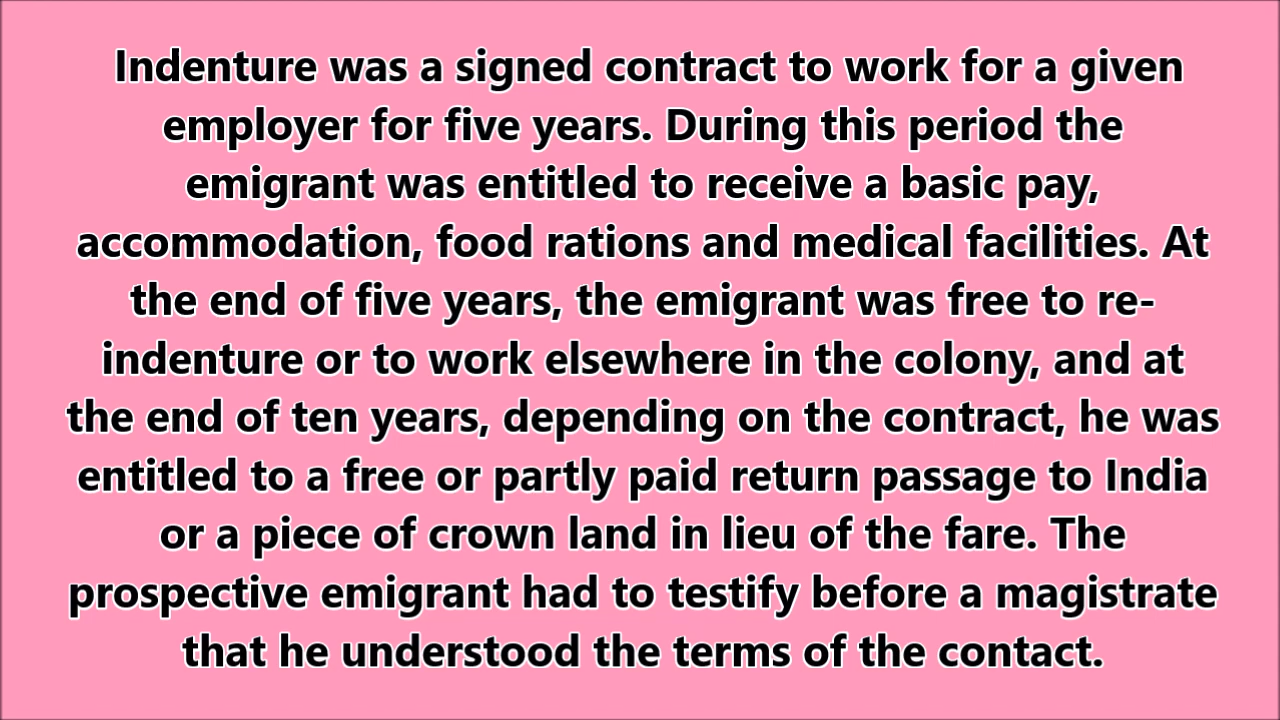 Indenture was a signed contract to work for a given
employer for five years. During this period the
emigrant was entitled to receive a basic pay,
accommodation, food rations and medical facilities. At
the end of five years, the emigrant was free to re-
indenture or to work elsewhere in the colony, and at
the end of ten years, depending on the contract, he was
entitled to a free or partly paid return passage to India
or a piece of crown land in lieu of the fare. The
prospective emigrant had to testify before a magistrate
that he understood the terms of the contact.